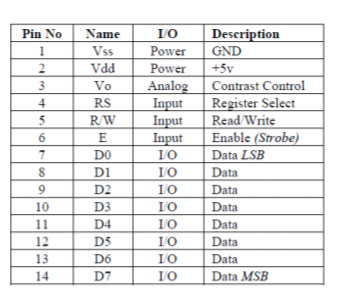 Pin No Name I/O Description
1 Vss Power GND
2 Vdd Power +5v
3 Vo Analog Contrast Control
4 RS Input Register Select
5 R/W Input Read/Write
6 E Input Enable (Strobe)
7 D0 I/O Data LSB
8 D1 I/O Data
9 D2 I/O Data
10 D3 I/O Data
11 D4 I/O Data
12 D5 I/O Data
13 D6 I/O Data
14 D7 I/O Data MSB